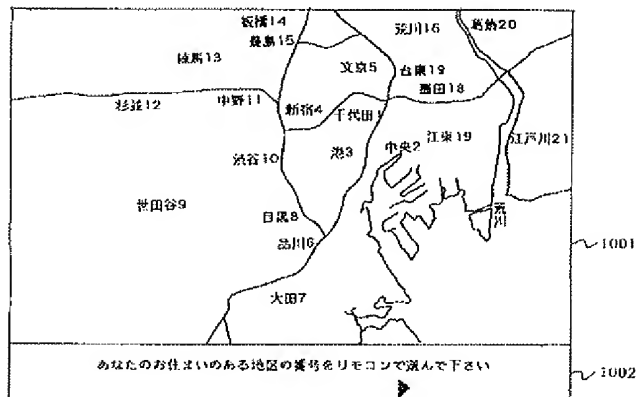 板橋14
豊島15
荒川16
葛飾20
練馬13
文京5
台東19
墨田18
杉並12
中野11
新宿4
千代田1
江東19
江戸川21
渋谷10
港3
中央2
世田谷9
目黒8
荒川
品川6
大田7
1001
あなたのお住まいのある地区の番号をリモコンで選んで下さい
1002